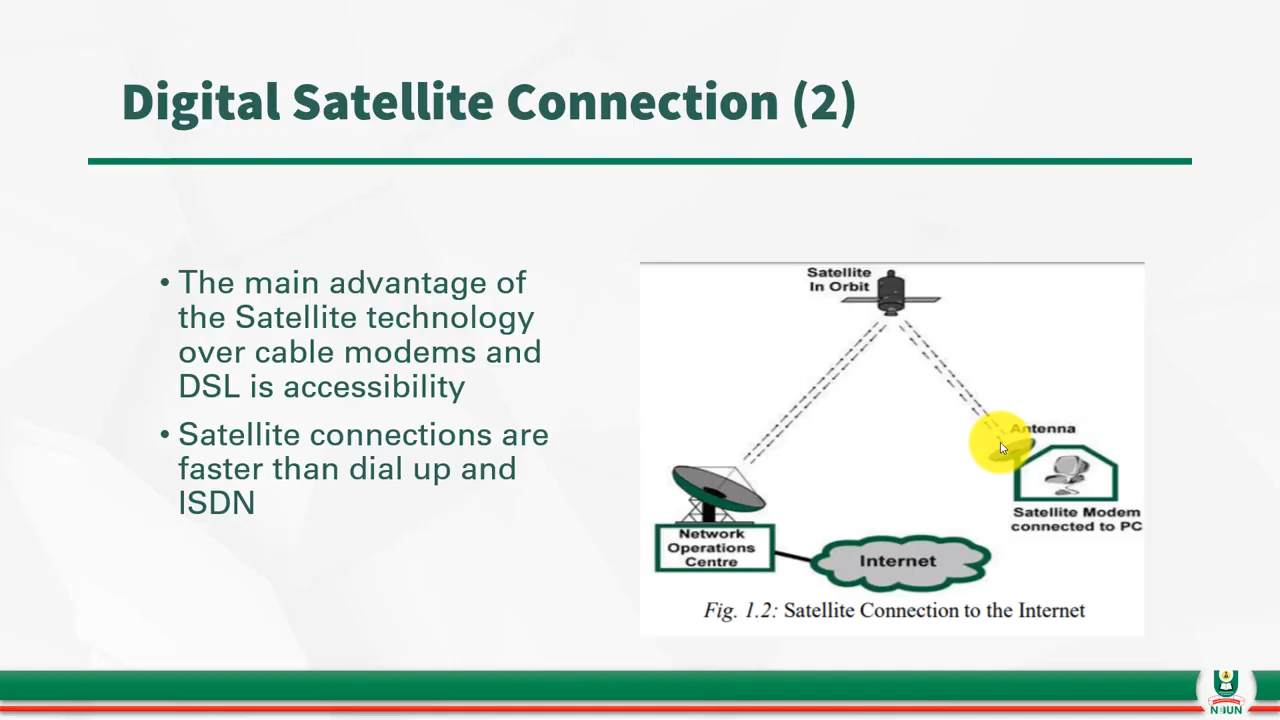 Digital Satellite Connection (2)
• The main advantage of
the Satellite technology
over cable modems and
DSL is accessibility
• Satellite connections are
faster than dial up and
ISDN
Satellite
In Orbit
Antenna
Satellite Modem
connected to PC
Network
Operations
Centre
Internet
Fig. 1.2: Satellite Connection to the Internet
NOUN